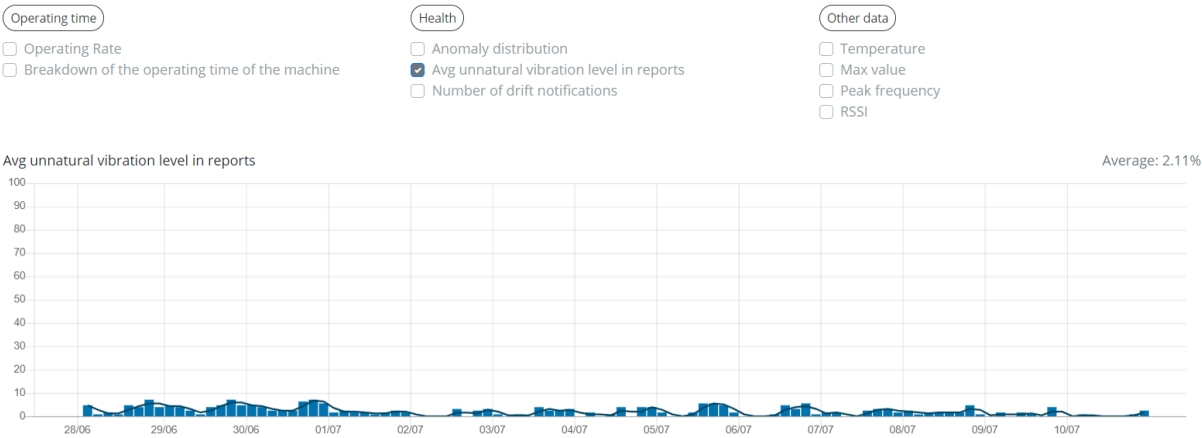 Operating time
Operating Rate
Breakdown of the operating time of the machine
Health
Anomaly distribution
Avg unnatural vibration level in reports
Number of drift notifications
Other data
Temperature
Max value
Peak frequency
RSSI
Avg unnatural vibration level in reports Average: 2.11%
100
90
80
70
60
50
40
30
20
10
0
28/06 29/06 30/06 01/07 02/07 03/07 04/07 05/07 06/07 07/07 08/07 09/07 10/07